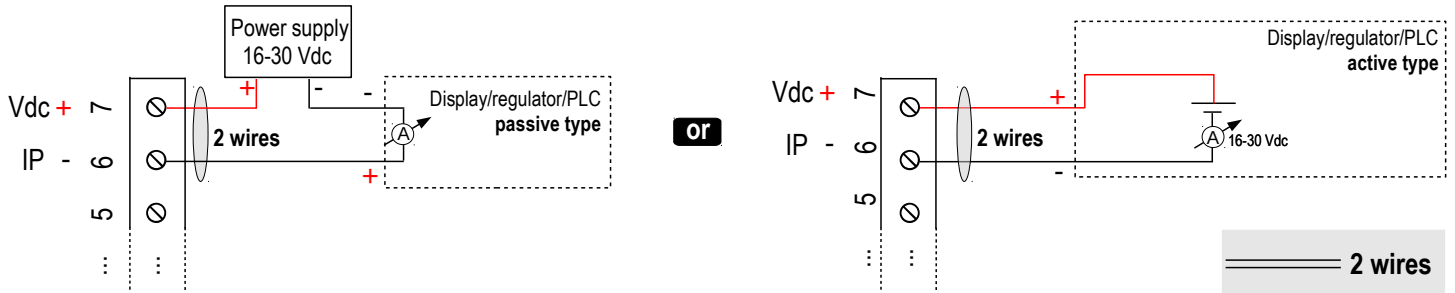 Power supply
16-30 Vdc
+ - -
Display/regulator/PLC
passive type
Vdc + 7
2 wires
A
IP - 6
+
5
... ...
or
Display/regulator/PLC
active type
Vdc + 7
+
2 wires
A 16-30 Vdc
IP - 6
-
5
... ...
2 wires